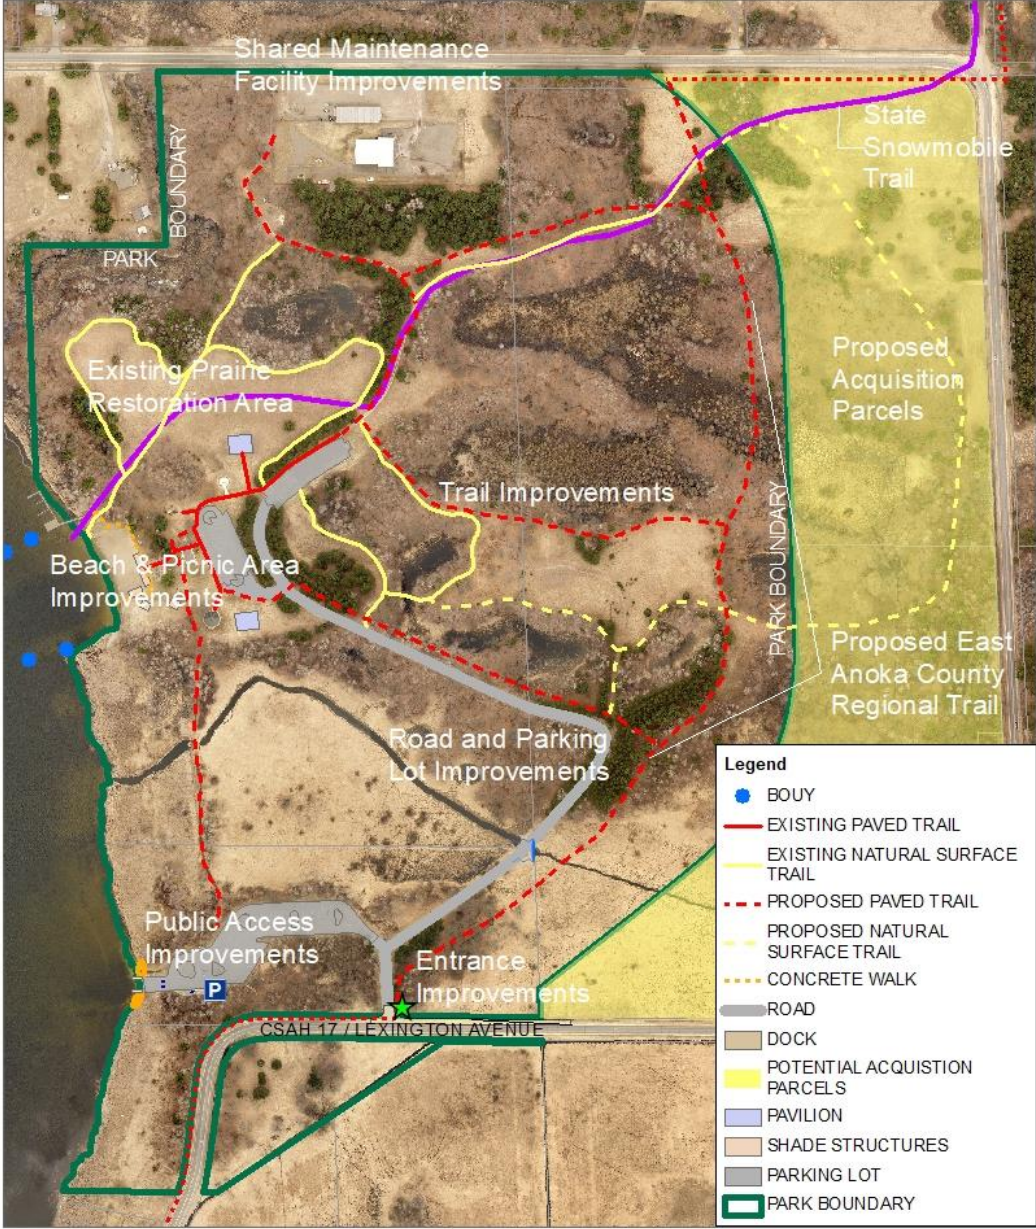 Shared Maintenance
Facility Improvements
State
Snowmobile
Trail
PARK
BOUNDARY
Existing Prairie
Restoration Area
Proposed
Acquisition
Parcels
Trail Improvements
PARK BOUNDARY
Beach & Picnic Area
Improvements
Proposed East
Anoka County
Regional Trail
Road and Parking
Lot Improvements
Public Access
Improvements
P
Entrance
Improvements
CSAH 17 / LEXINGTON AVENUE
Legend
BOUY
EXISTING PAVED TRAIL
EXISTING NATURAL SURFACE
TRAIL
PROPOSED PAVED TRAIL
PROPOSED NATURAL
SURFACE TRAIL
CONCRETE WALK
ROAD
DOCK
POTENTIAL ACQUISTION
PARCELS
PAVILION
SHADE STRUCTURES
PARKING LOT
PARK BOUNDARY